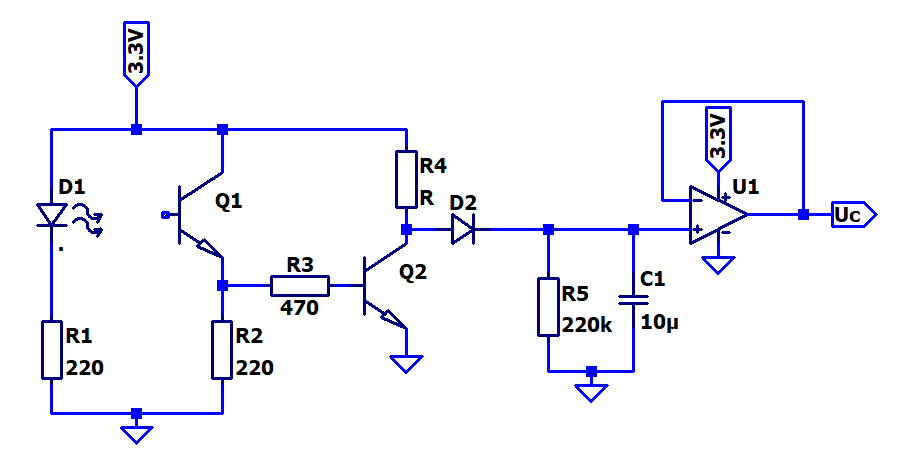 3.3V
D1
.
R1
220
Q1
R2
220
R3
470
R4
R
Q2
D2
R5
220k
C1
10µ
3.3V
U1
-
+
+
-
Uc